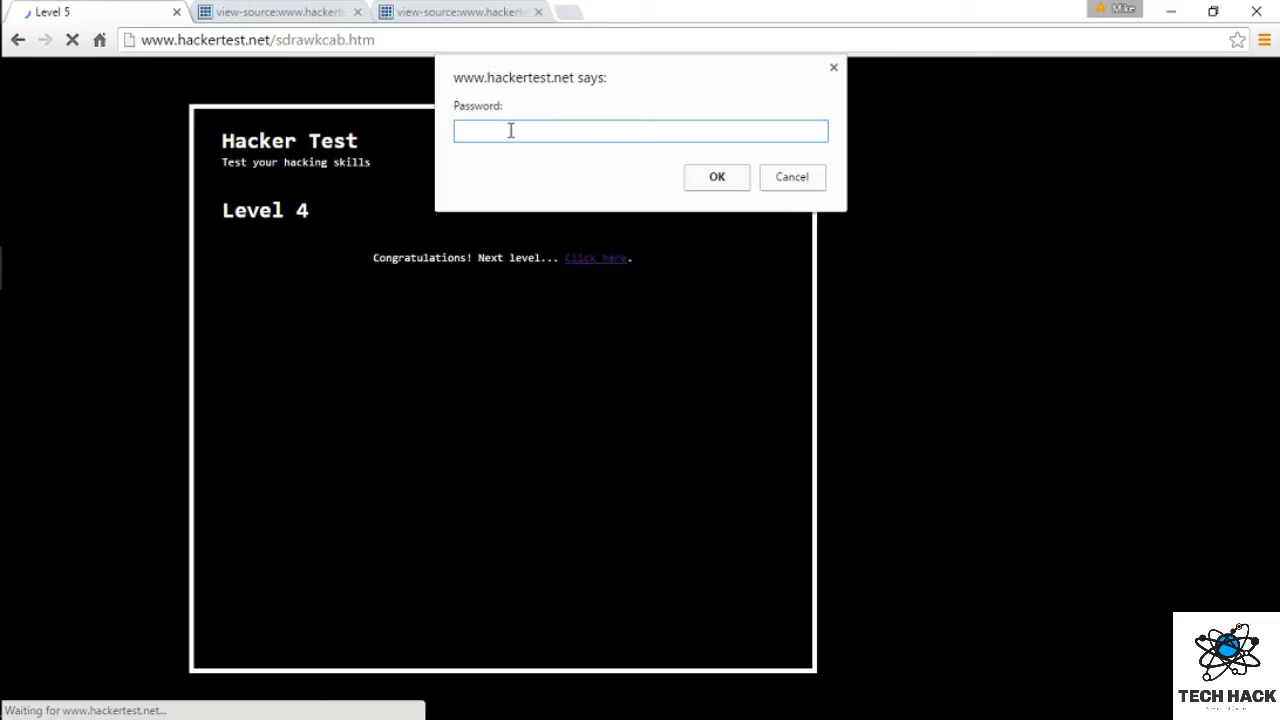 Level 5
view-source:www.hackerte
view-source:www.hackerte
Mike
www.hackertest.net/sdrawkcab.htm
www.hackertest.net says:
Password:
OK
Cancel
Hacker Test
Test your hacking skills
Level 4
Congratulations! Next level... Click here.
Waiting for www.hackertest.net...
TECH HACK